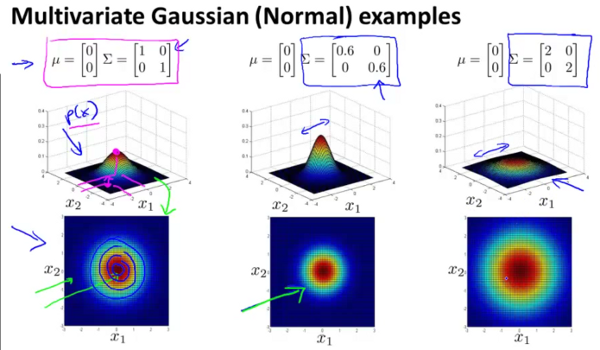 Multivariate Gaussian (Normal) examples
μ = [0 0] Σ = [1 0 0 1]
μ = [0 0] Σ = [0.6 0 0 0.6]
μ = [0 0] Σ = [2 0 0 2]
p(x)
x₂ x₁
x₂ x₁
x₂ x₁
x₂
x₁
x₂
x₁
x₂
x₁